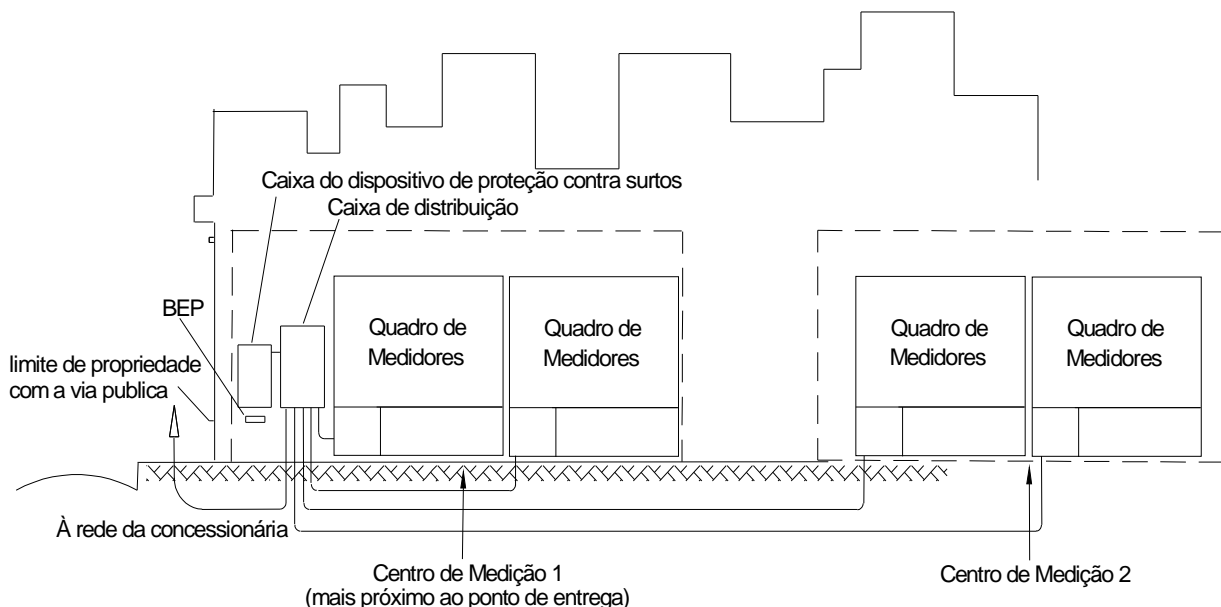 Caixa do dispositivo de proteção contra surtos
Caixa de distribuição
BEP
limite de propriedade
com a via publica
Quadro de
Medidores
Quadro de
Medidores
Quadro de
Medidores
Quadro de
Medidores
À rede da concessionária
Centro de Medição 1
(mais próximo ao ponto de entrega)
Centro de Medição 2